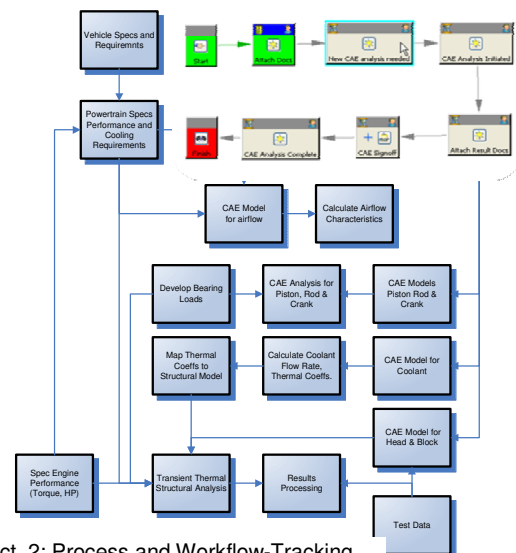 Vehicle Specs and
Requiremnts
Start
Attach Docs
New CAE analysis needed
CAE Analysis Initiated
Powertrain Specs
Performance and
Cooling
Requirements
Finish
CAE Analysis Complete
CAE Signoff
Attach Result Docs
CAE Model
for airflow
Calculate Airflow
Characteristics
Develop Bearing
Loads
CAE Analysis for
Piston, Rod &
Crank
CAE Models
Piston Rod &
Crank
Map Thermal
Coeffs to
Structural Model
Calculate Coolant
Flow Rate,
Thermal Coeffs.
CAE Model for
Coolant
CAE Model for
Head & Block
Spec Engine
Performance
(Torque, HP)
Transient Thermal
Structural Analysis
Results
Processing
Test Data
ct. 2: Process and Workflow-Tracking